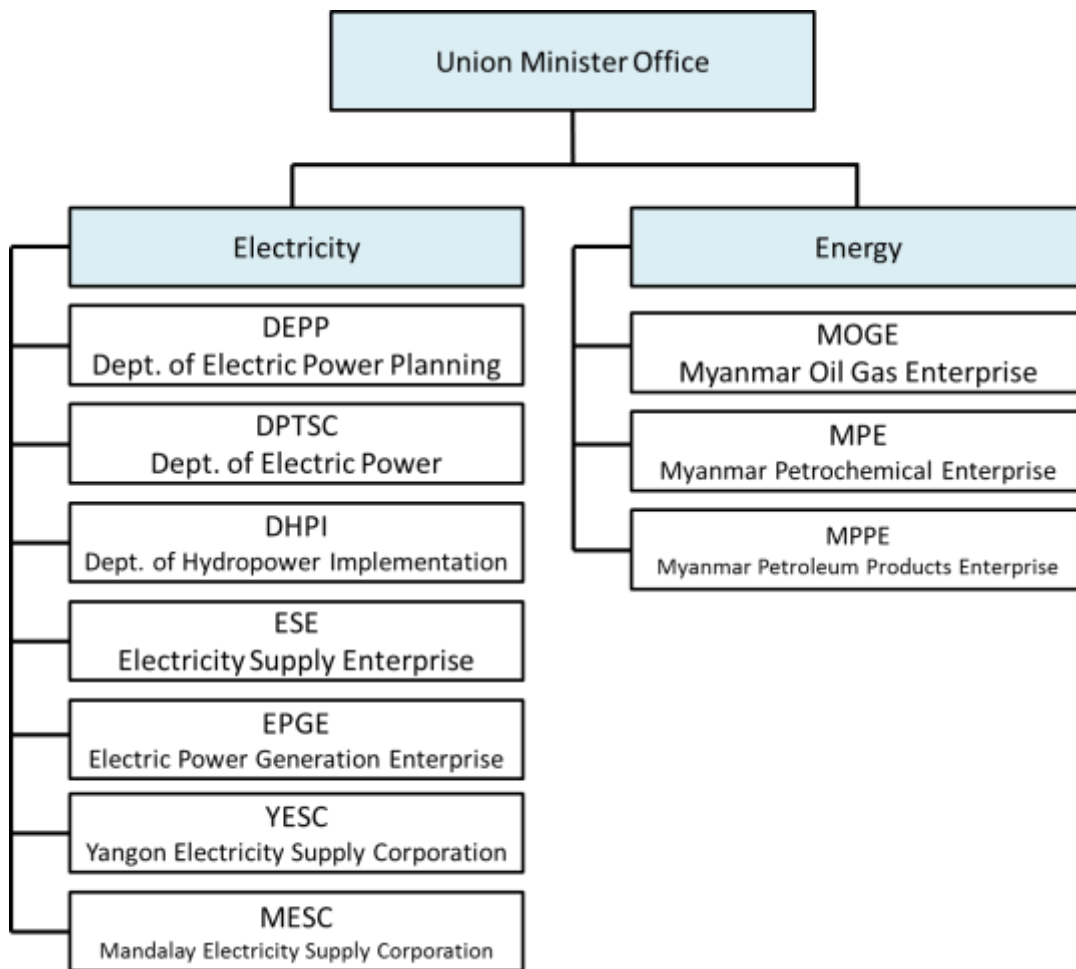 Union Minister Office
Electricity
DEPP
Dept. of Electric Power Planning
DPTSC
Dept. of Electric Power
DHPI
Dept. of Hydropower Implementation
ESE
Electricity Supply Enterprise
EPGE
Electric Power Generation Enterprise
YESC
Yangon Electricity Supply Corporation
MESC
Mandalay Electricity Supply Corporation
Energy
MOGE
Myanmar Oil Gas Enterprise
MPE
Myanmar Petrochemical Enterprise
MPPE
Myanmar Petroleum Products Enterprise